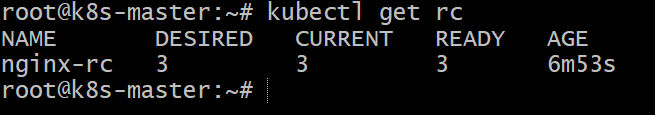 root@k8s-master:~# kubectl get rc
NAME DESIRED CURRENT READY AGE
nginx-rc 3 3 3 6m53s
root@k8s-master:~#